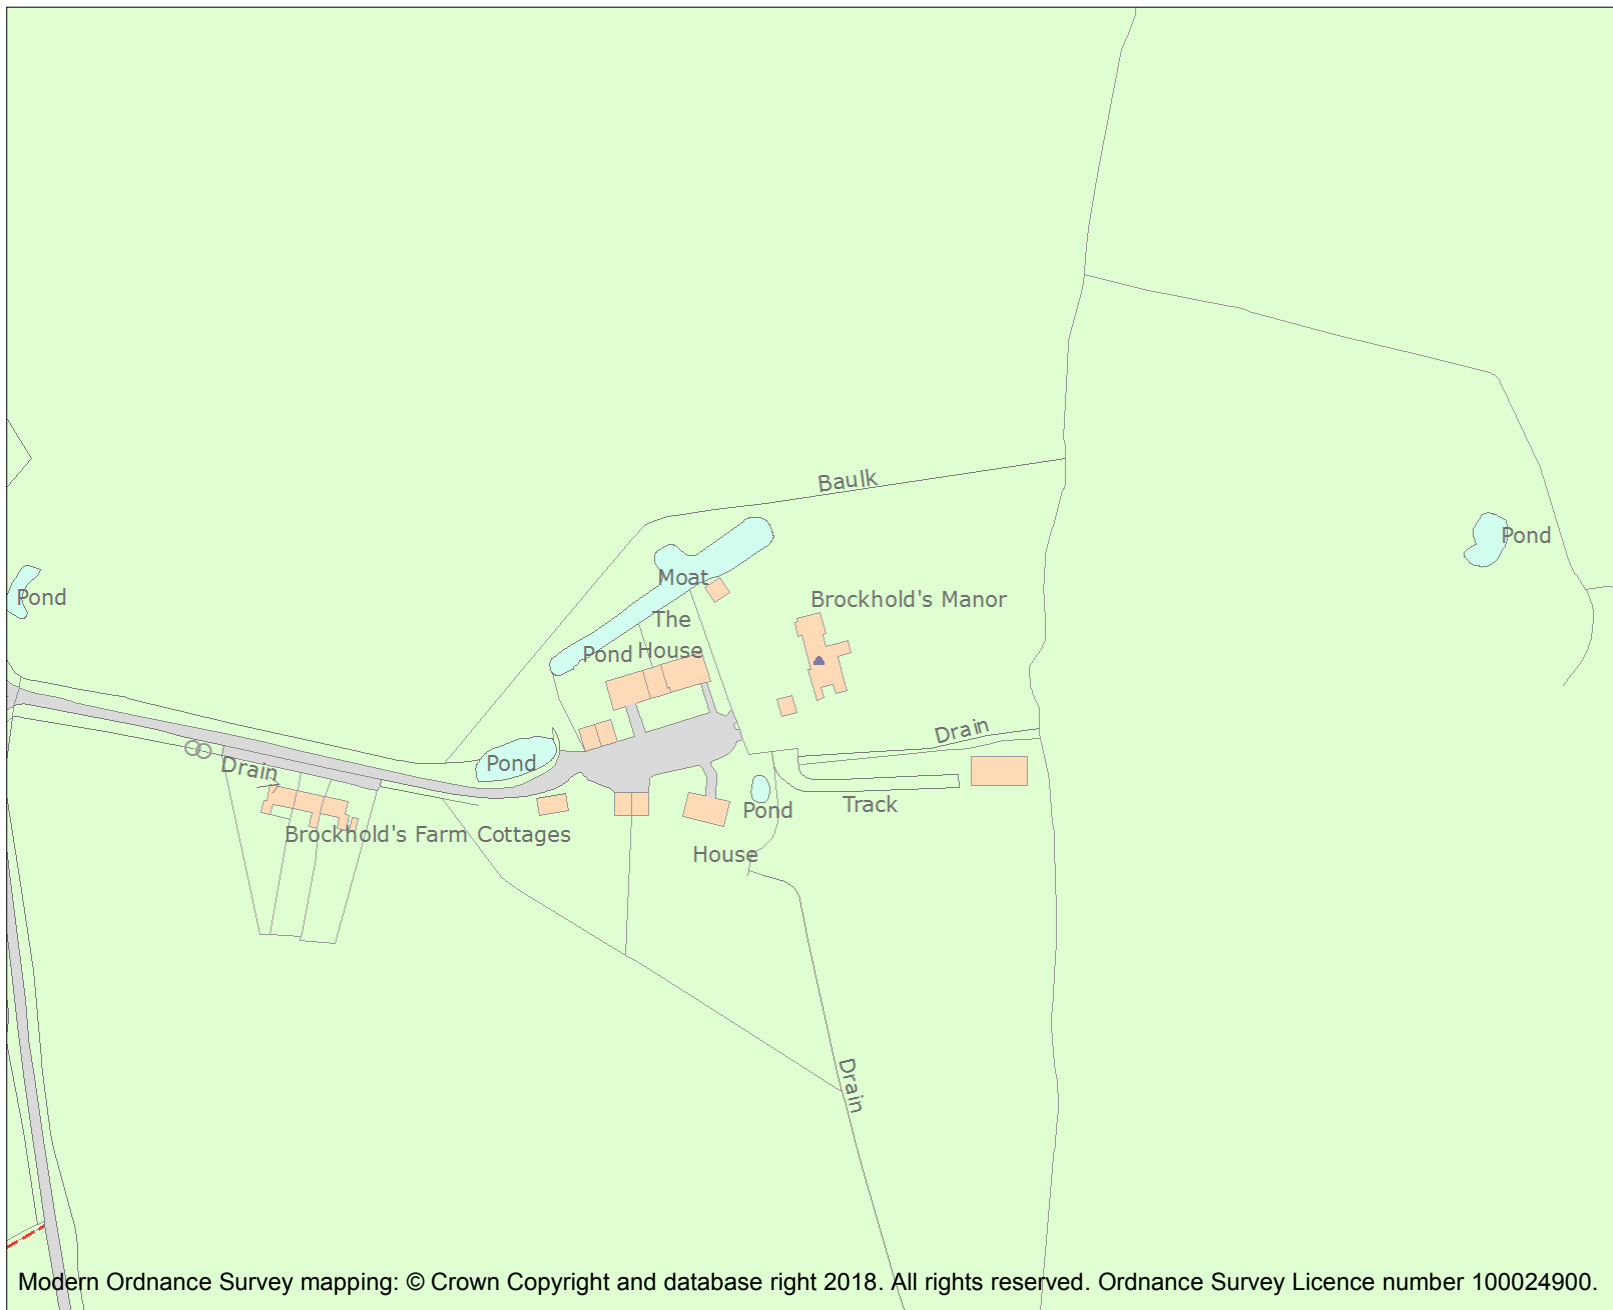 Baulk
Pond
Moat
Pond
Brockhold's Manor
The
House
Pond
Drain
Pond
Drain
Track
Pond
Brockhold's Farm Cottages
House
Drain
Modern Ordnance Survey mapping: © Crown Copyright and database right 2018. All rights reserved. Ordnance Survey Licence number 100024900.